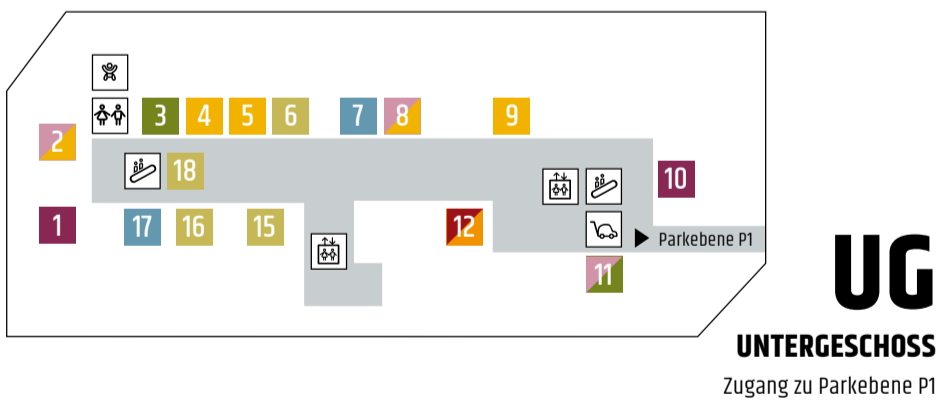 3 4 5 6 7 8 9
2
18
10
1 17 16 15 12
Parkebene P1
11
UG
UNTERGESCHOSS
Zugang zu Parkebene P1